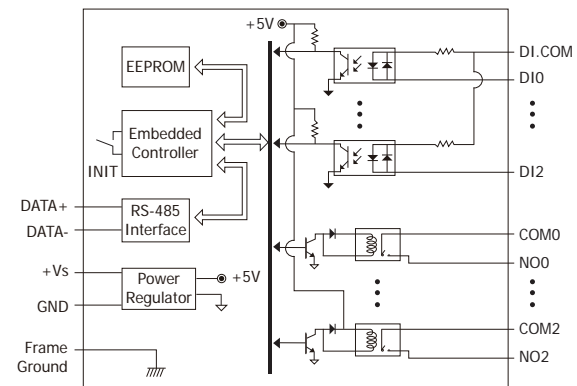 +5V
DI.COM
DI0
EEPROM
Embedded
Controller
INIT
DI2
DATA+
DATA-
RS-485
Interface
COM0
NO0
+Vs
GND
Power
Regulator
+5V
COM2
NO2
Frame
Ground